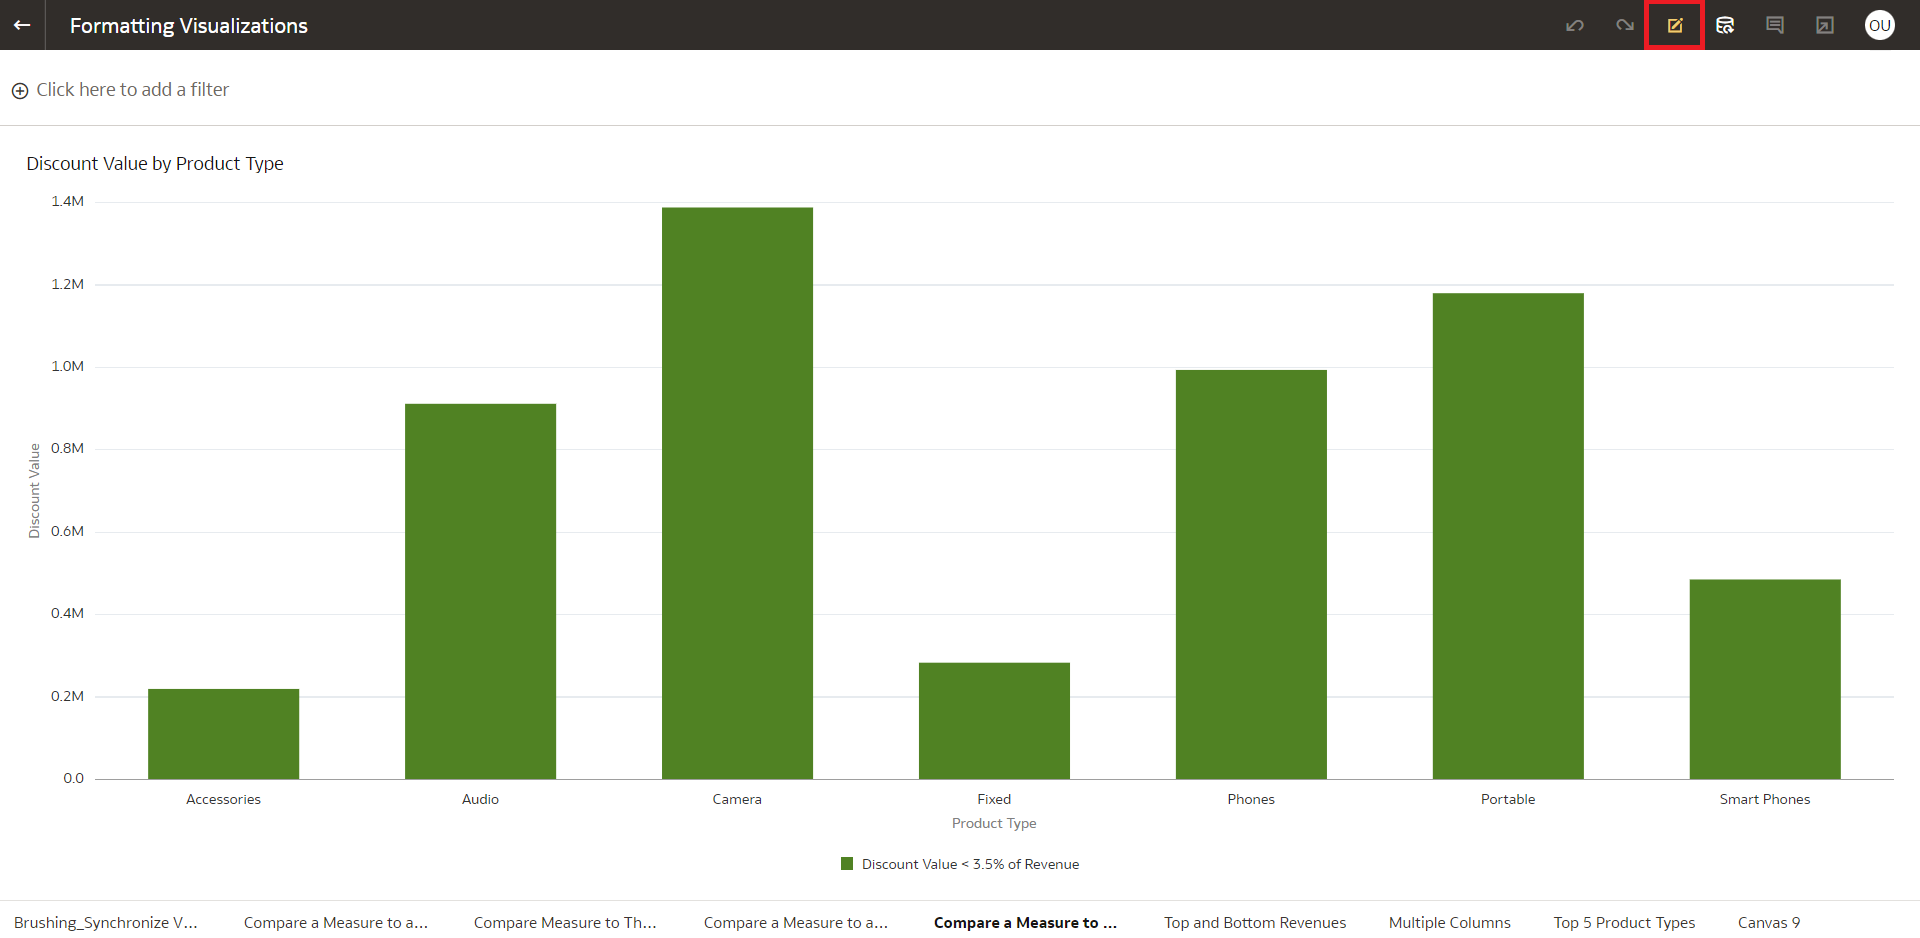 Formatting Visualizations
OU
Click here to add a filter
Discount Value by Product Type
1.4M
1.2M
1.0M
0.8M
0.6M
0.4M
0.2M
0.0
Discount Value
Accessories Audio Camera Fixed Phones Portable Smart Phones
Product Type
Discount Value < 3.5% of Revenue
Brushing_Synchronize V... Compare a Measure to a... Compare Measure to Th... Compare a Measure to a... Compare a Measure to ... Top and Bottom Revenues Multiple Columns Top 5 Product Types Canvas 9